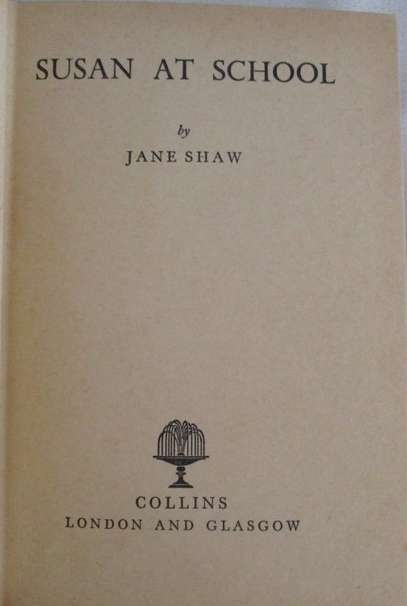 SUSAN AT SCHOOL
by
JANE SHAW
COLLINS
LONDON AND GLASGOW